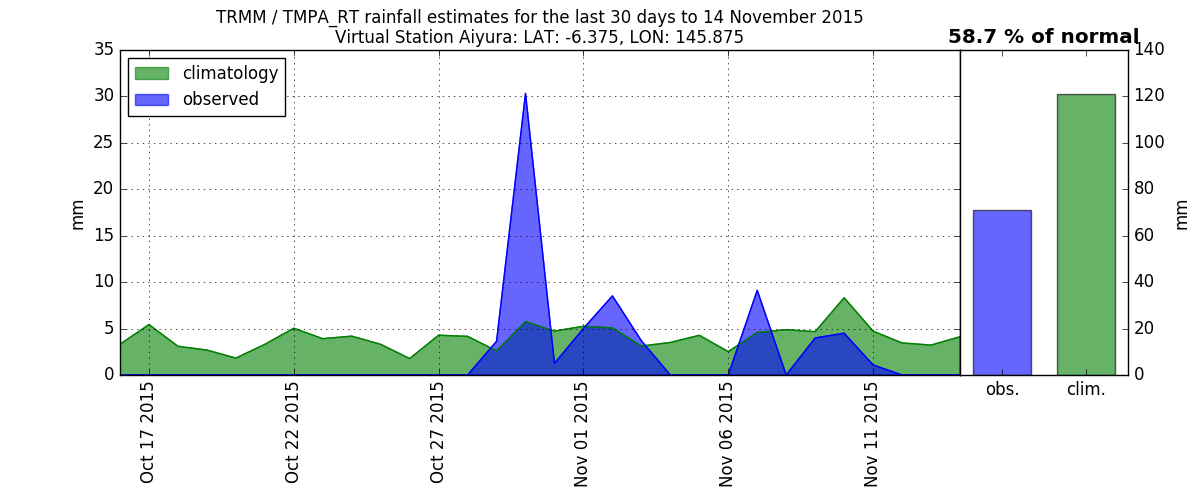 TRMM / TMPA_RT rainfall estimates for the last 30 days to 14 November 2015
Virtual Station Aiyura: LAT: -6.375, LON: 145.875
58.7 % of normal
climatology
observed
35
30
25
20
15
10
5
0
mm
Oct 17 2015
Oct 22 2015
Oct 27 2015
Nov 01 2015
Nov 06 2015
Nov 11 2015
140
120
100
80
60
40
20
0
mm
obs.
clim.